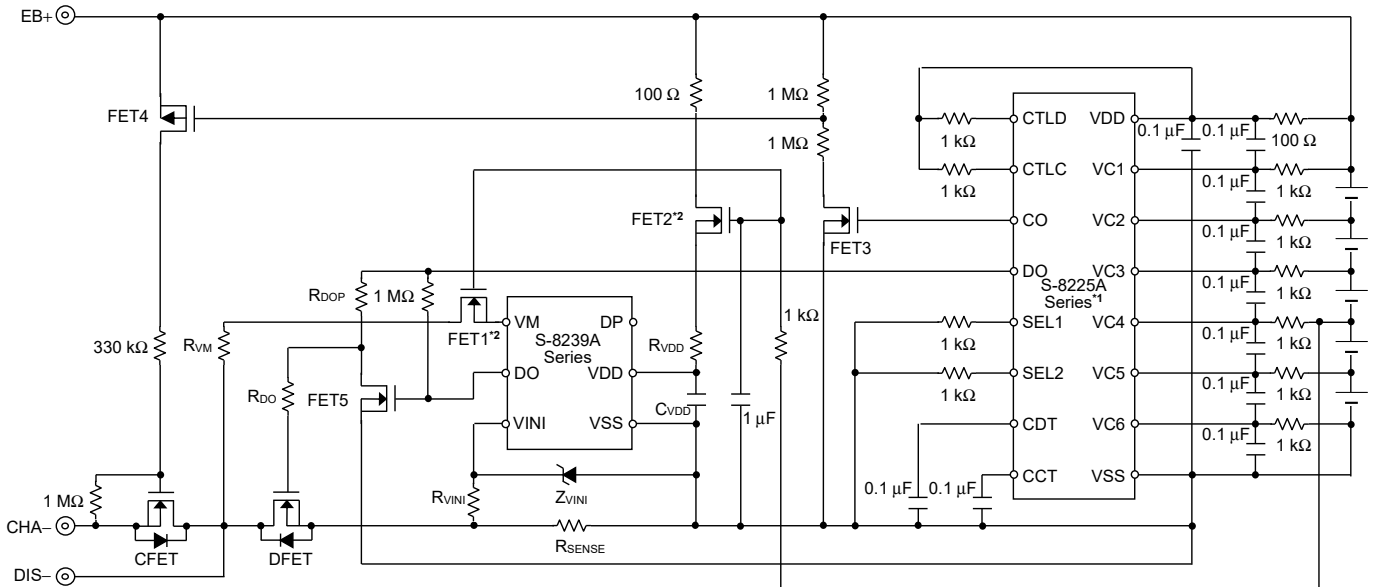 EB+
FET4
100 Ω
1 MΩ
1 MΩ
FET2*2
FET3
1 kΩ
1 kΩ
CTLD
CTLC
CO
DO
SEL1
SEL2
CDT
CCT
S-8225A
Series*1
VDD
VC1
VC2
VC3
VC4
VC5
VC6
VSS
0.1 µF
0.1 µF
100 Ω
0.1 µF
1 kΩ
0.1 µF
1 kΩ
0.1 µF
1 kΩ
0.1 µF
1 kΩ
0.1 µF
1 kΩ
0.1 µF
1 kΩ
1 kΩ
1 kΩ
0.1 µF
0.1 µF
RDOP
1 MΩ
FET1*2
VM
DP
S-8239A
Series
DO
VDD
VINI
VSS
RVDD
CVDD
1 kΩ
1 µF
330 kΩ
RVM
RDO
FET5
RVINI
ZVINI
RSENSE
1 MΩ
CHA−
CFET
DFET
DIS−